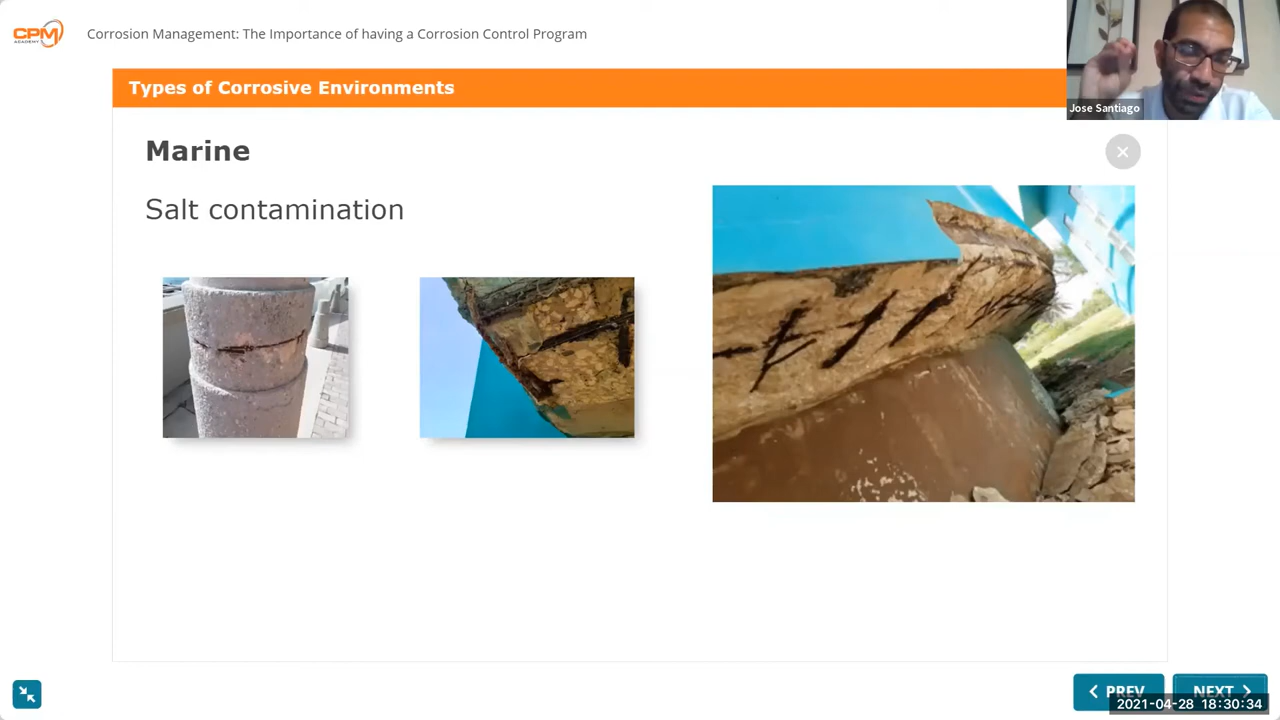 CPM
ACADEMY
Corrosion Management: The Importance of having a Corrosion Control Program
Jose Santiago
Types of Corrosive Environments
Marine
Salt contamination
PREV
NEXT
2021-04-28 18:30:34